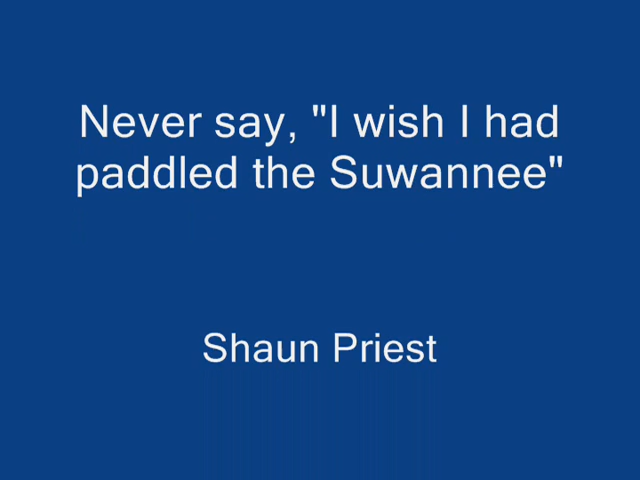 Never say, "I wish I had
paddled the Suwannee"
Shaun Priest